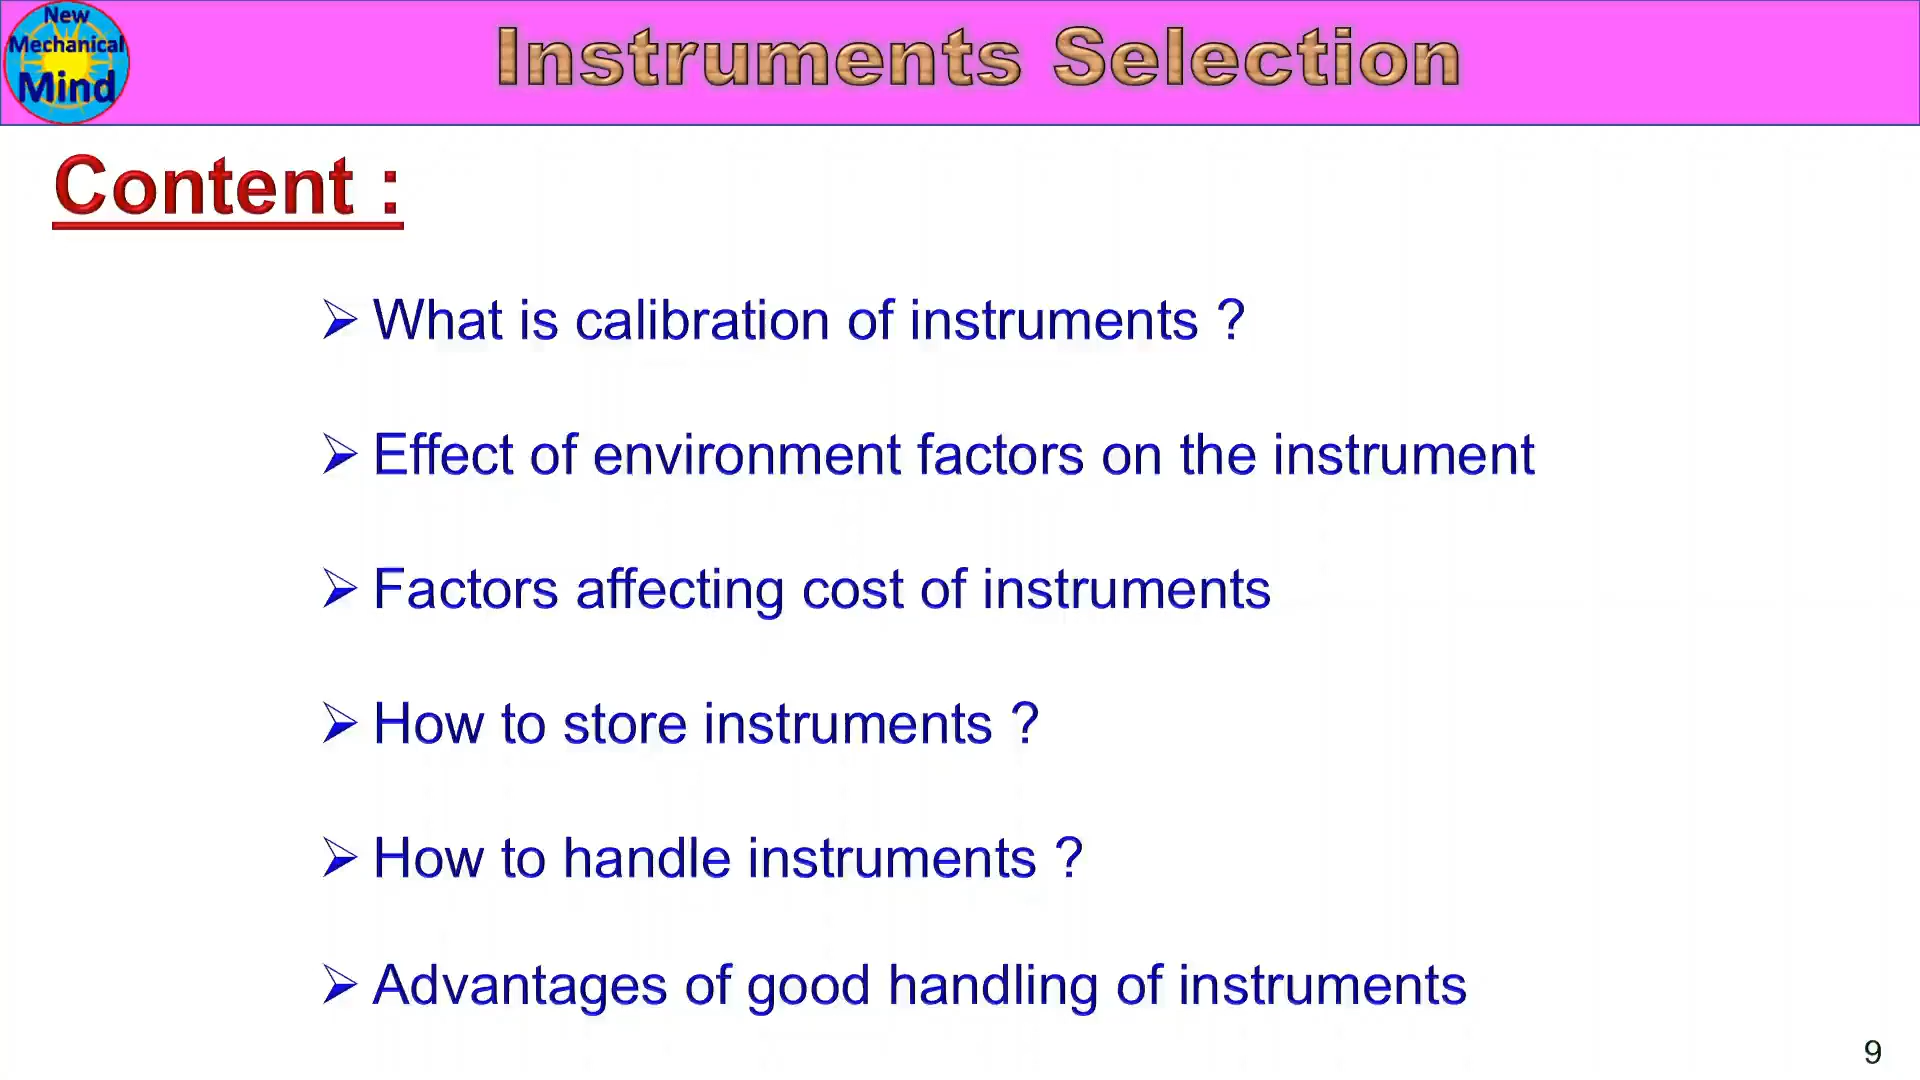 New
Mechanical
Mind
Instruments Selection
Content :
What is calibration of instruments ?
Effect of environment factors on the instrument
Factors affecting cost of instruments
How to store instruments ?
How to handle instruments ?
Advantages of good handling of instruments
9